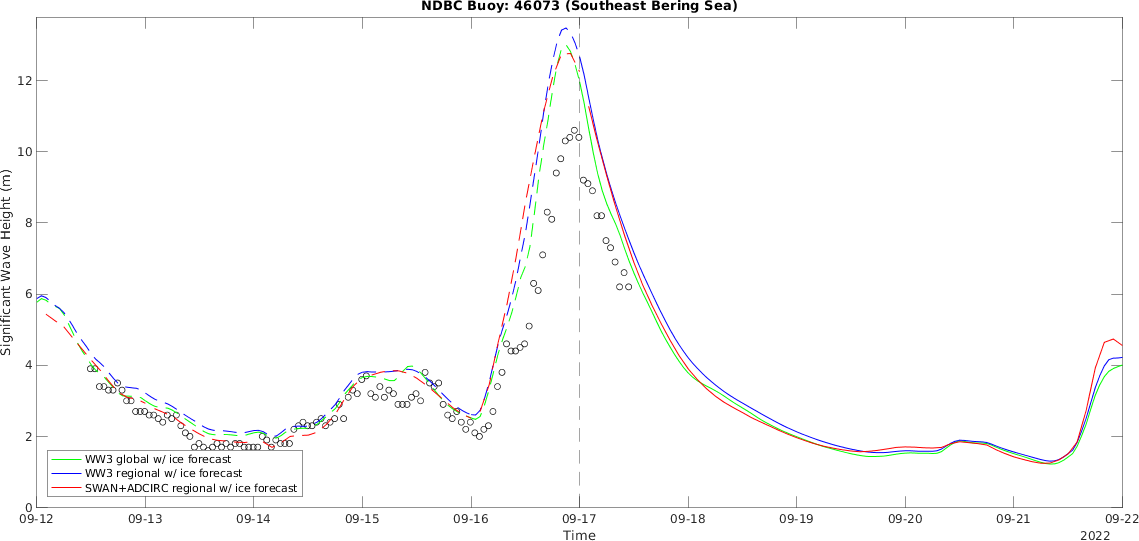 NDBC Buoy: 46073 (Southeast Bering Sea)
Significant Wave Height (m)
12
10
8
6
4
2
0
WW3 global w/ ice forecast
WW3 regional w/ ice forecast
SWAN+ADCIRC regional w/ ice forecast
09-12 09-13 09-14 09-15 09-16 09-17 09-18 09-19 09-20 09-21 09-22
Time
2022